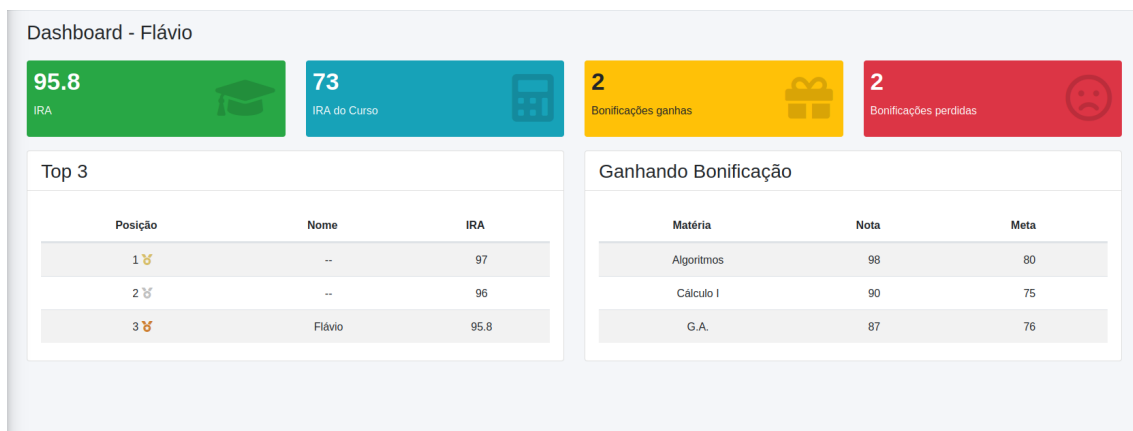 Dashboard - Flávio
95.8
IRA
73
IRA do Curso
2
Bonificações ganhas
2
Bonificações perdidas
Top 3
Posição Nome IRA
1 -- 97
2 -- 96
3 Flávio 95.8
Ganhando Bonificação
Matéria Nota Meta
Algoritmos 98 80
Cálculo I 90 75
G.A. 87 76